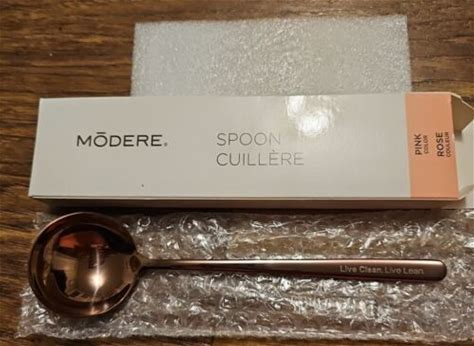 MŌDERE®
SPOON
CUILLÈRE
PINK
COLOR
ROSE
COULEUR
Live Clean. Live Lean.